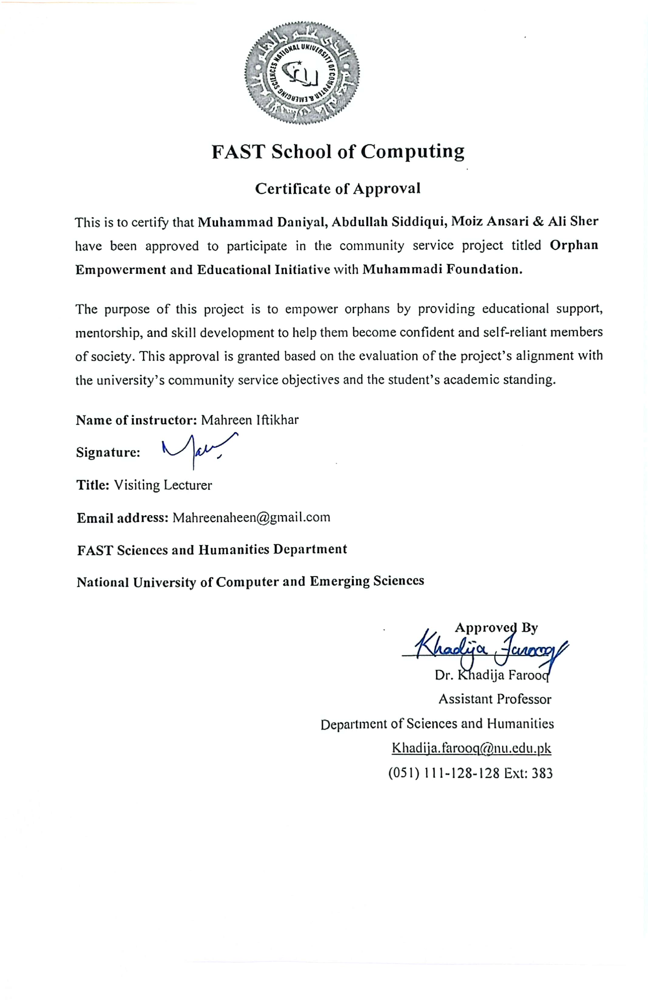 علم بالقلم
الذی
NATIONAL UNIVERSITY OF COMPUTER & EMERGING SCIENCES
FAST School of Computing
Certificate of Approval
This is to certify that Muhammad Daniyal, Abdullah Siddiqui, Moiz Ansari & Ali Sher
have been approved to participate in the community service project titled Orphan
Empowerment and Educational Initiative with Muhammadi Foundation.
The purpose of this project is to empower orphans by providing educational support,
mentorship, and skill development to help them become confident and self-reliant members
of society. This approval is granted based on the evaluation of the project’s alignment with
the university’s community service objectives and the student’s academic standing.
Name of instructor: Mahreen Iftikhar
Signature:
Title: Visiting Lecturer
Email address: Mahreenaheen@gmail.com
FAST Sciences and Humanities Department
National University of Computer and Emerging Sciences
Approved By
Khadija Farooq
Dr. Khadija Farooq
Assistant Professor
Department of Sciences and Humanities
Khadija.farooq@nu.edu.pk
(051) 111-128-128 Ext: 383